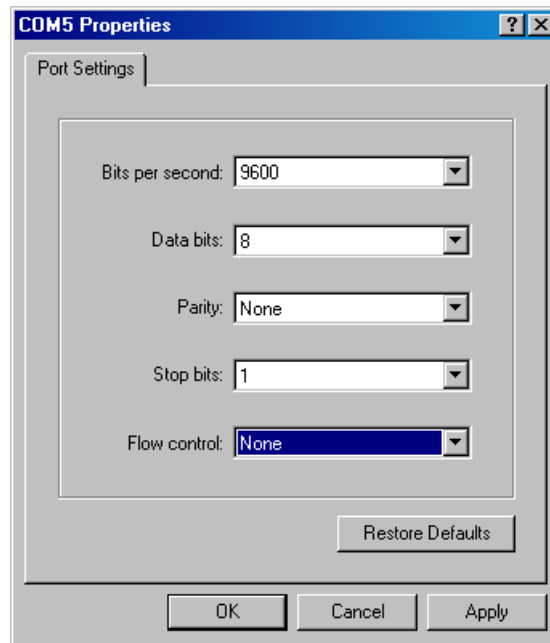 COM5 Properties
Port Settings
Bits per second: 9600
Data bits: 8
Parity: None
Stop bits: 1
Flow control: None
Restore Defaults
OK Cancel Apply